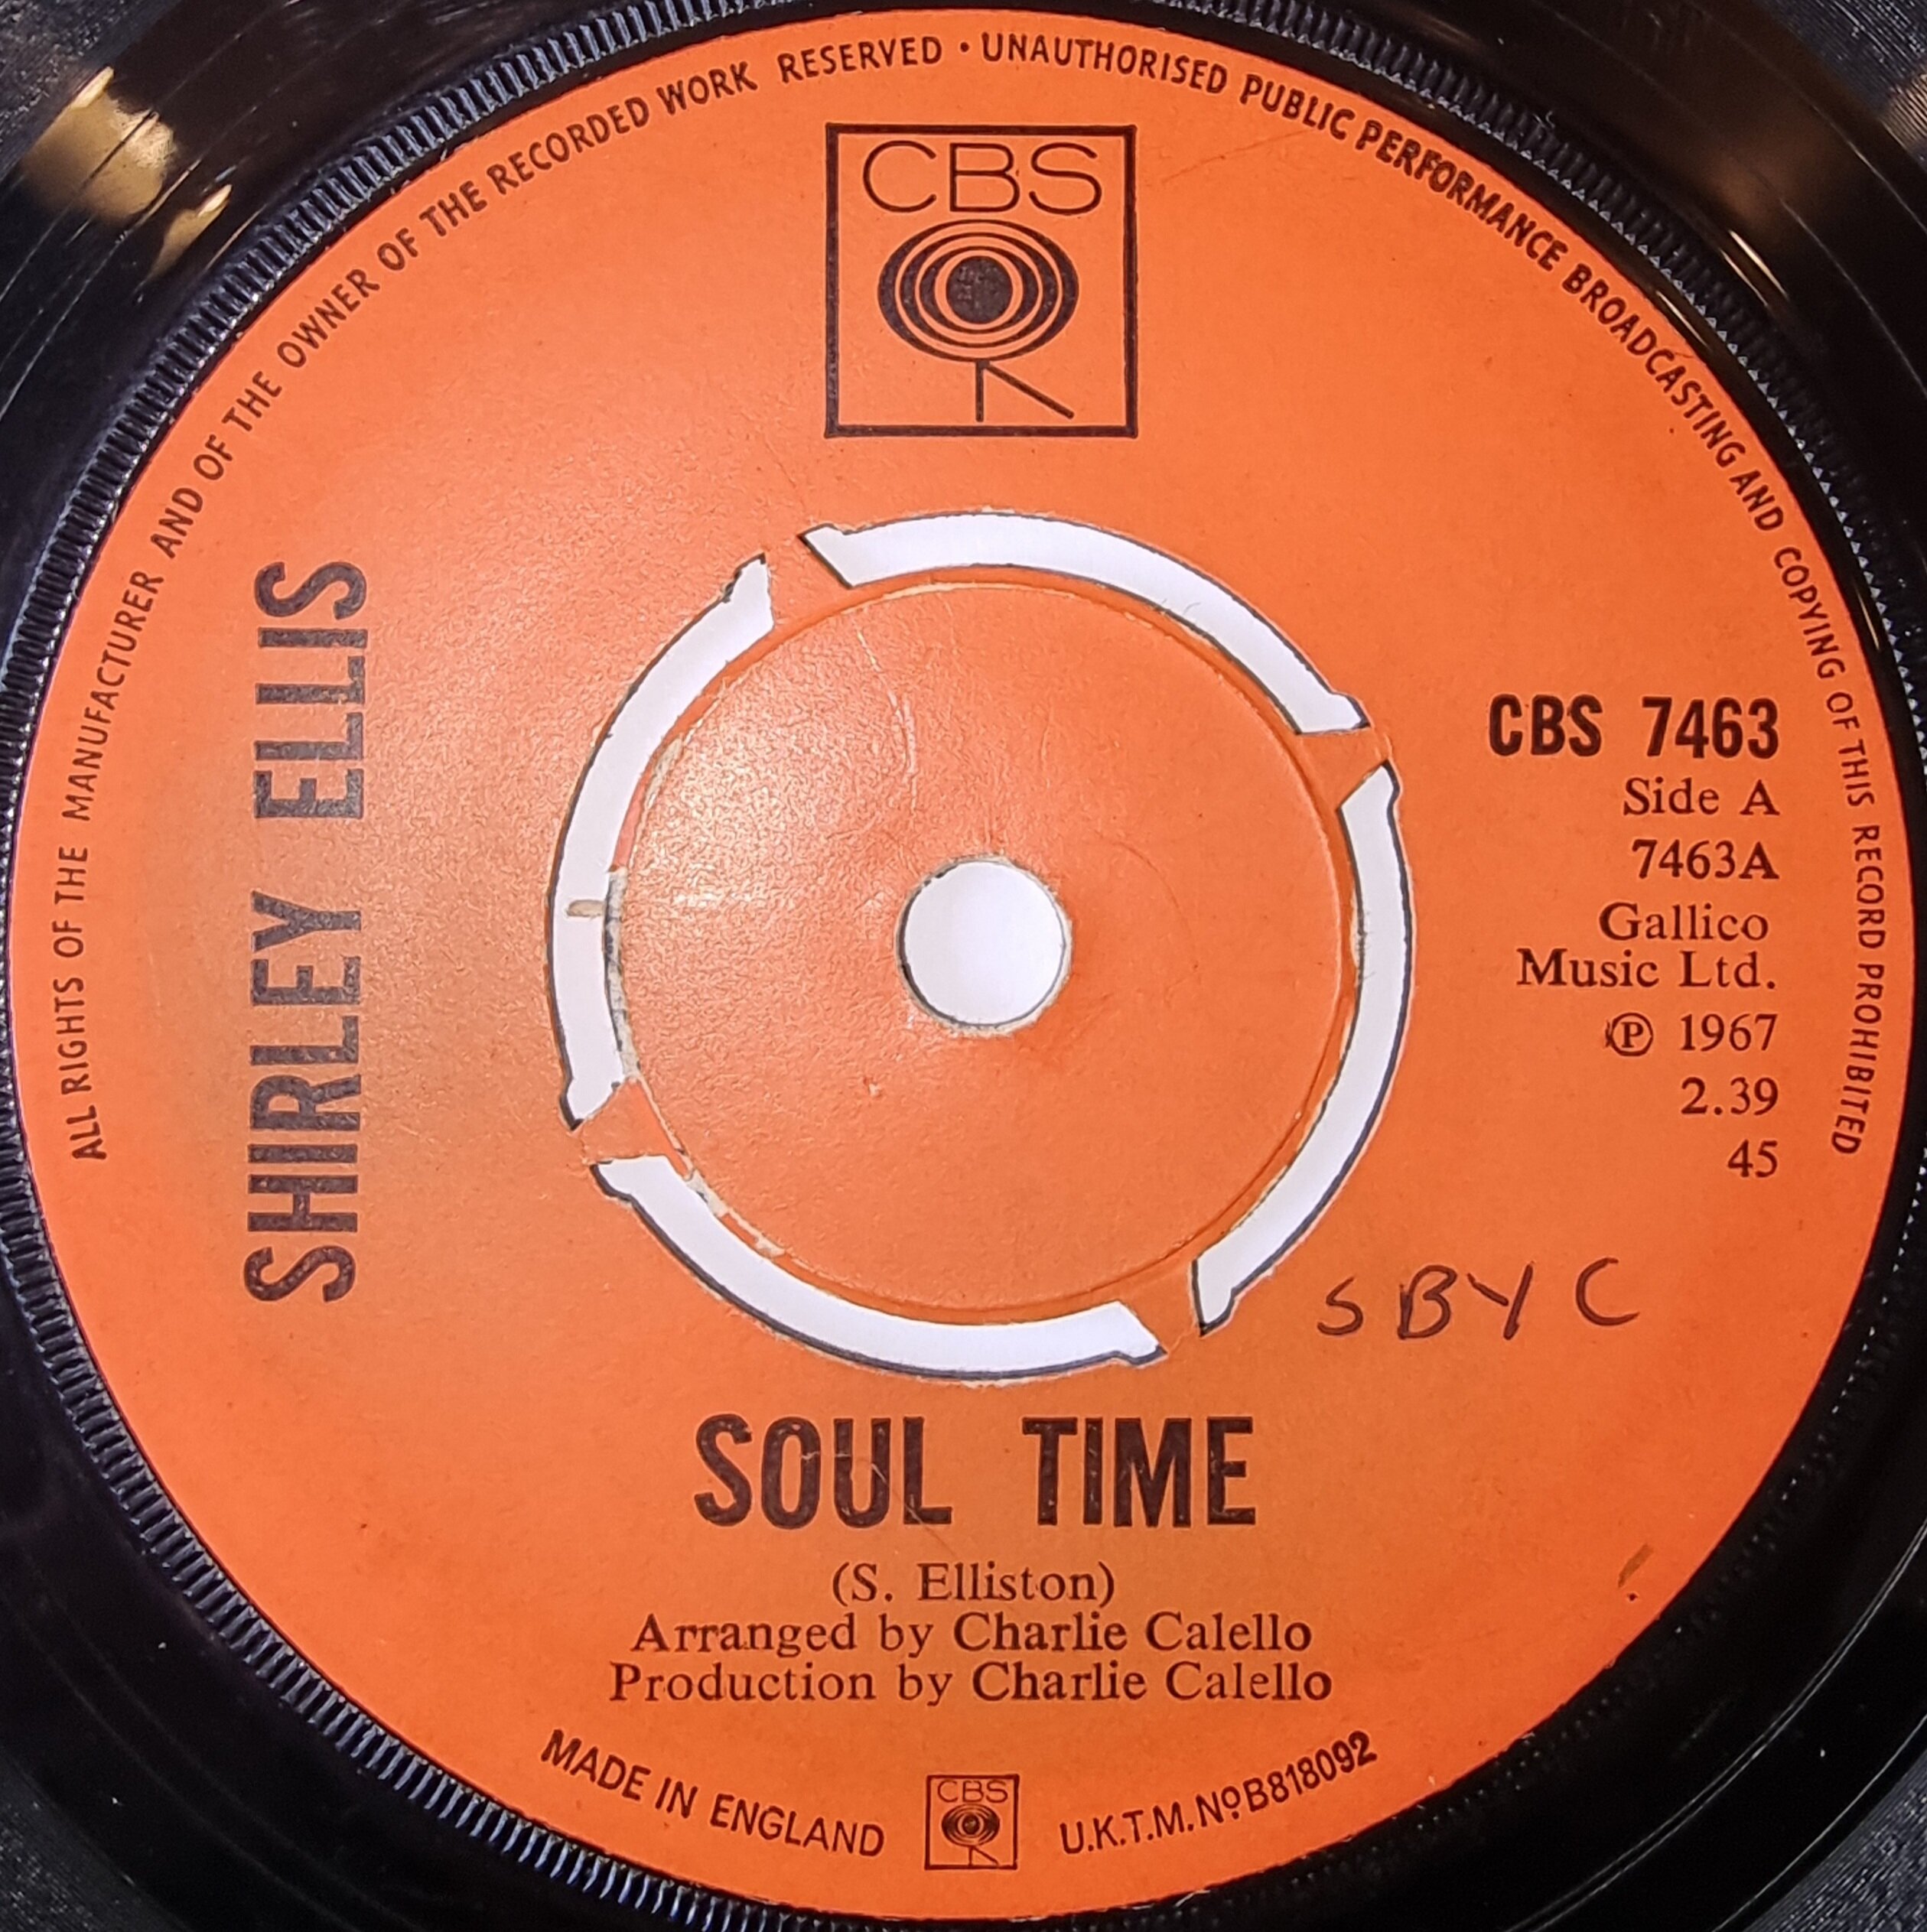 ALL RIGHTS OF THE MANUFACTURER AND OF THE OWNER OF THE RECORDED WORK RESERVED • UNAUTHORISED PUBLIC PERFORMANCE BROADCASTING AND COPYING OF THIS RECORD PROHIBITED
CBS
SHIRLEY ELLIS
CBS 7463
Side A
7463A
Gallico
Music Ltd.
Ⓟ 1967
2.39
45
SBYC
SOUL TIME
(S. Elliston)
Arranged by Charlie Calello
Production by Charlie Calello
MADE IN ENGLAND
CBS
U.K.T.M. NoB818092